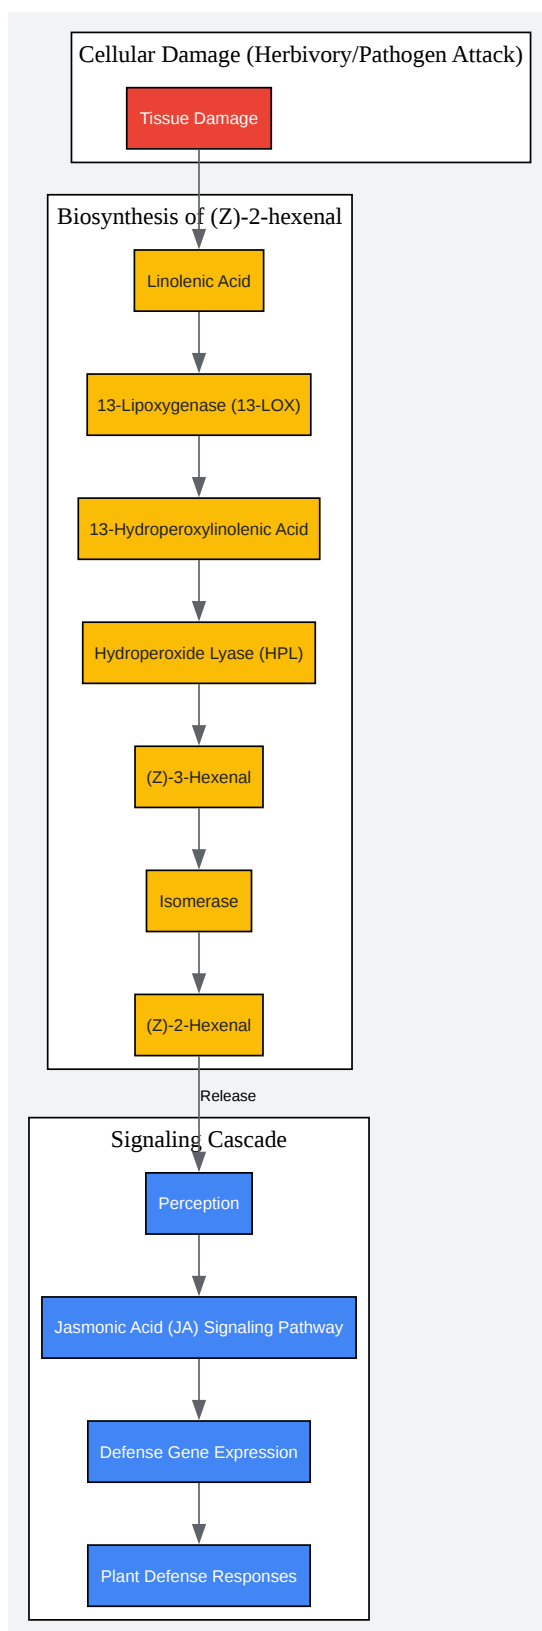 Cellular Damage (Herbivory/Pathogen Attack)
Tissue Damage
Biosynthesis of (Z)-2-hexenal
Linolenic Acid
13-Lipoxygenase (13-LOX)
13-Hydroperoxylinolenic Acid
Hydroperoxide Lyase (HPL)
(Z)-3-Hexenal
Isomerase
(Z)-2-Hexenal
Release
Signaling Cascade
Perception
Jasmonic Acid (JA) Signaling Pathway
Defense Gene Expression
Plant Defense Responses